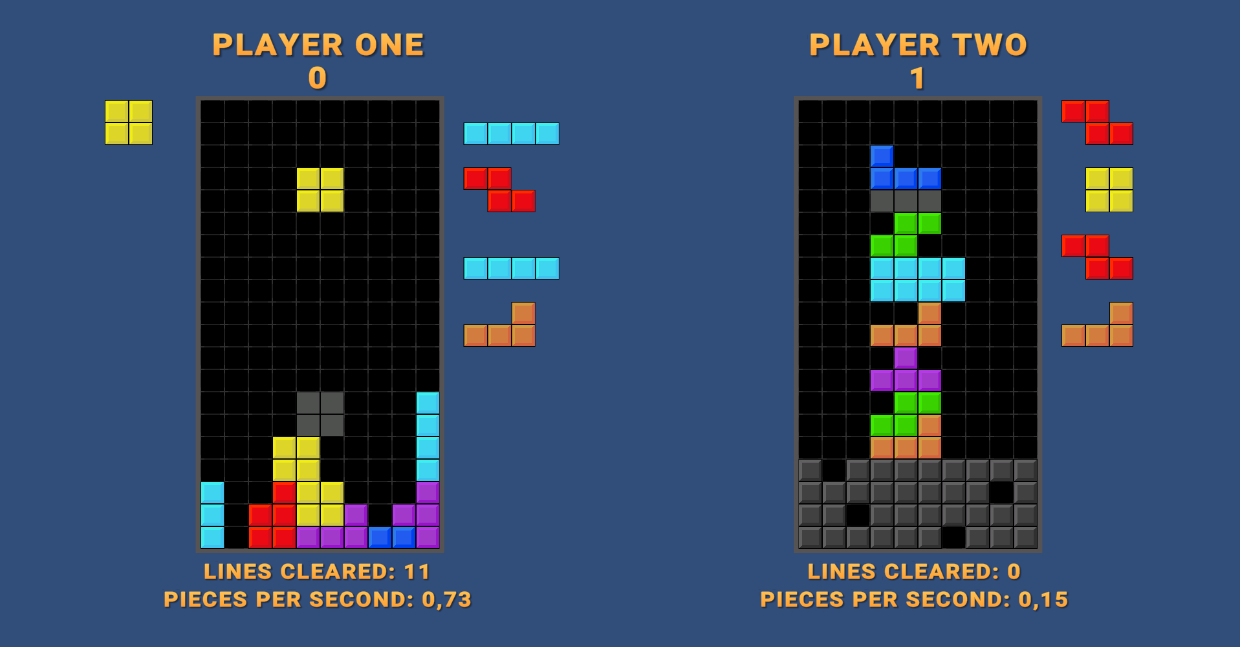 PLAYER ONE
0
LINES CLEARED: 11
PIECES PER SECOND: 0,73
PLAYER TWO
1
LINES CLEARED: 0
PIECES PER SECOND: 0,15